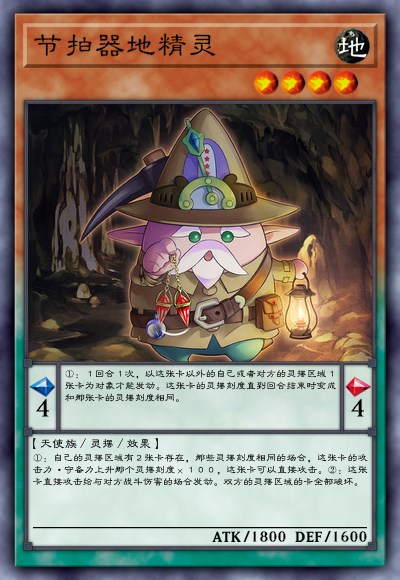 节拍器地精灵
地
①：1回合1次，以这张卡以外的自己或者对方的灵摆区域1
张卡为对象才能发动。这张卡的灵摆刻度直到回合结束时变成
和那张卡的灵摆刻度相同。
4
4
【天使族／灵摆／效果】
①：自己的灵摆区域有2张卡存在，那些灵摆刻度相同的场合，这张卡的攻
击力·守备力上升那个灵摆刻度×100，这张卡可以直接攻击。②：这张
卡直接攻击给与对方战斗伤害的场合发动。双方的灵摆区域的卡全部破坏。
ATK/1800 DEF/1600